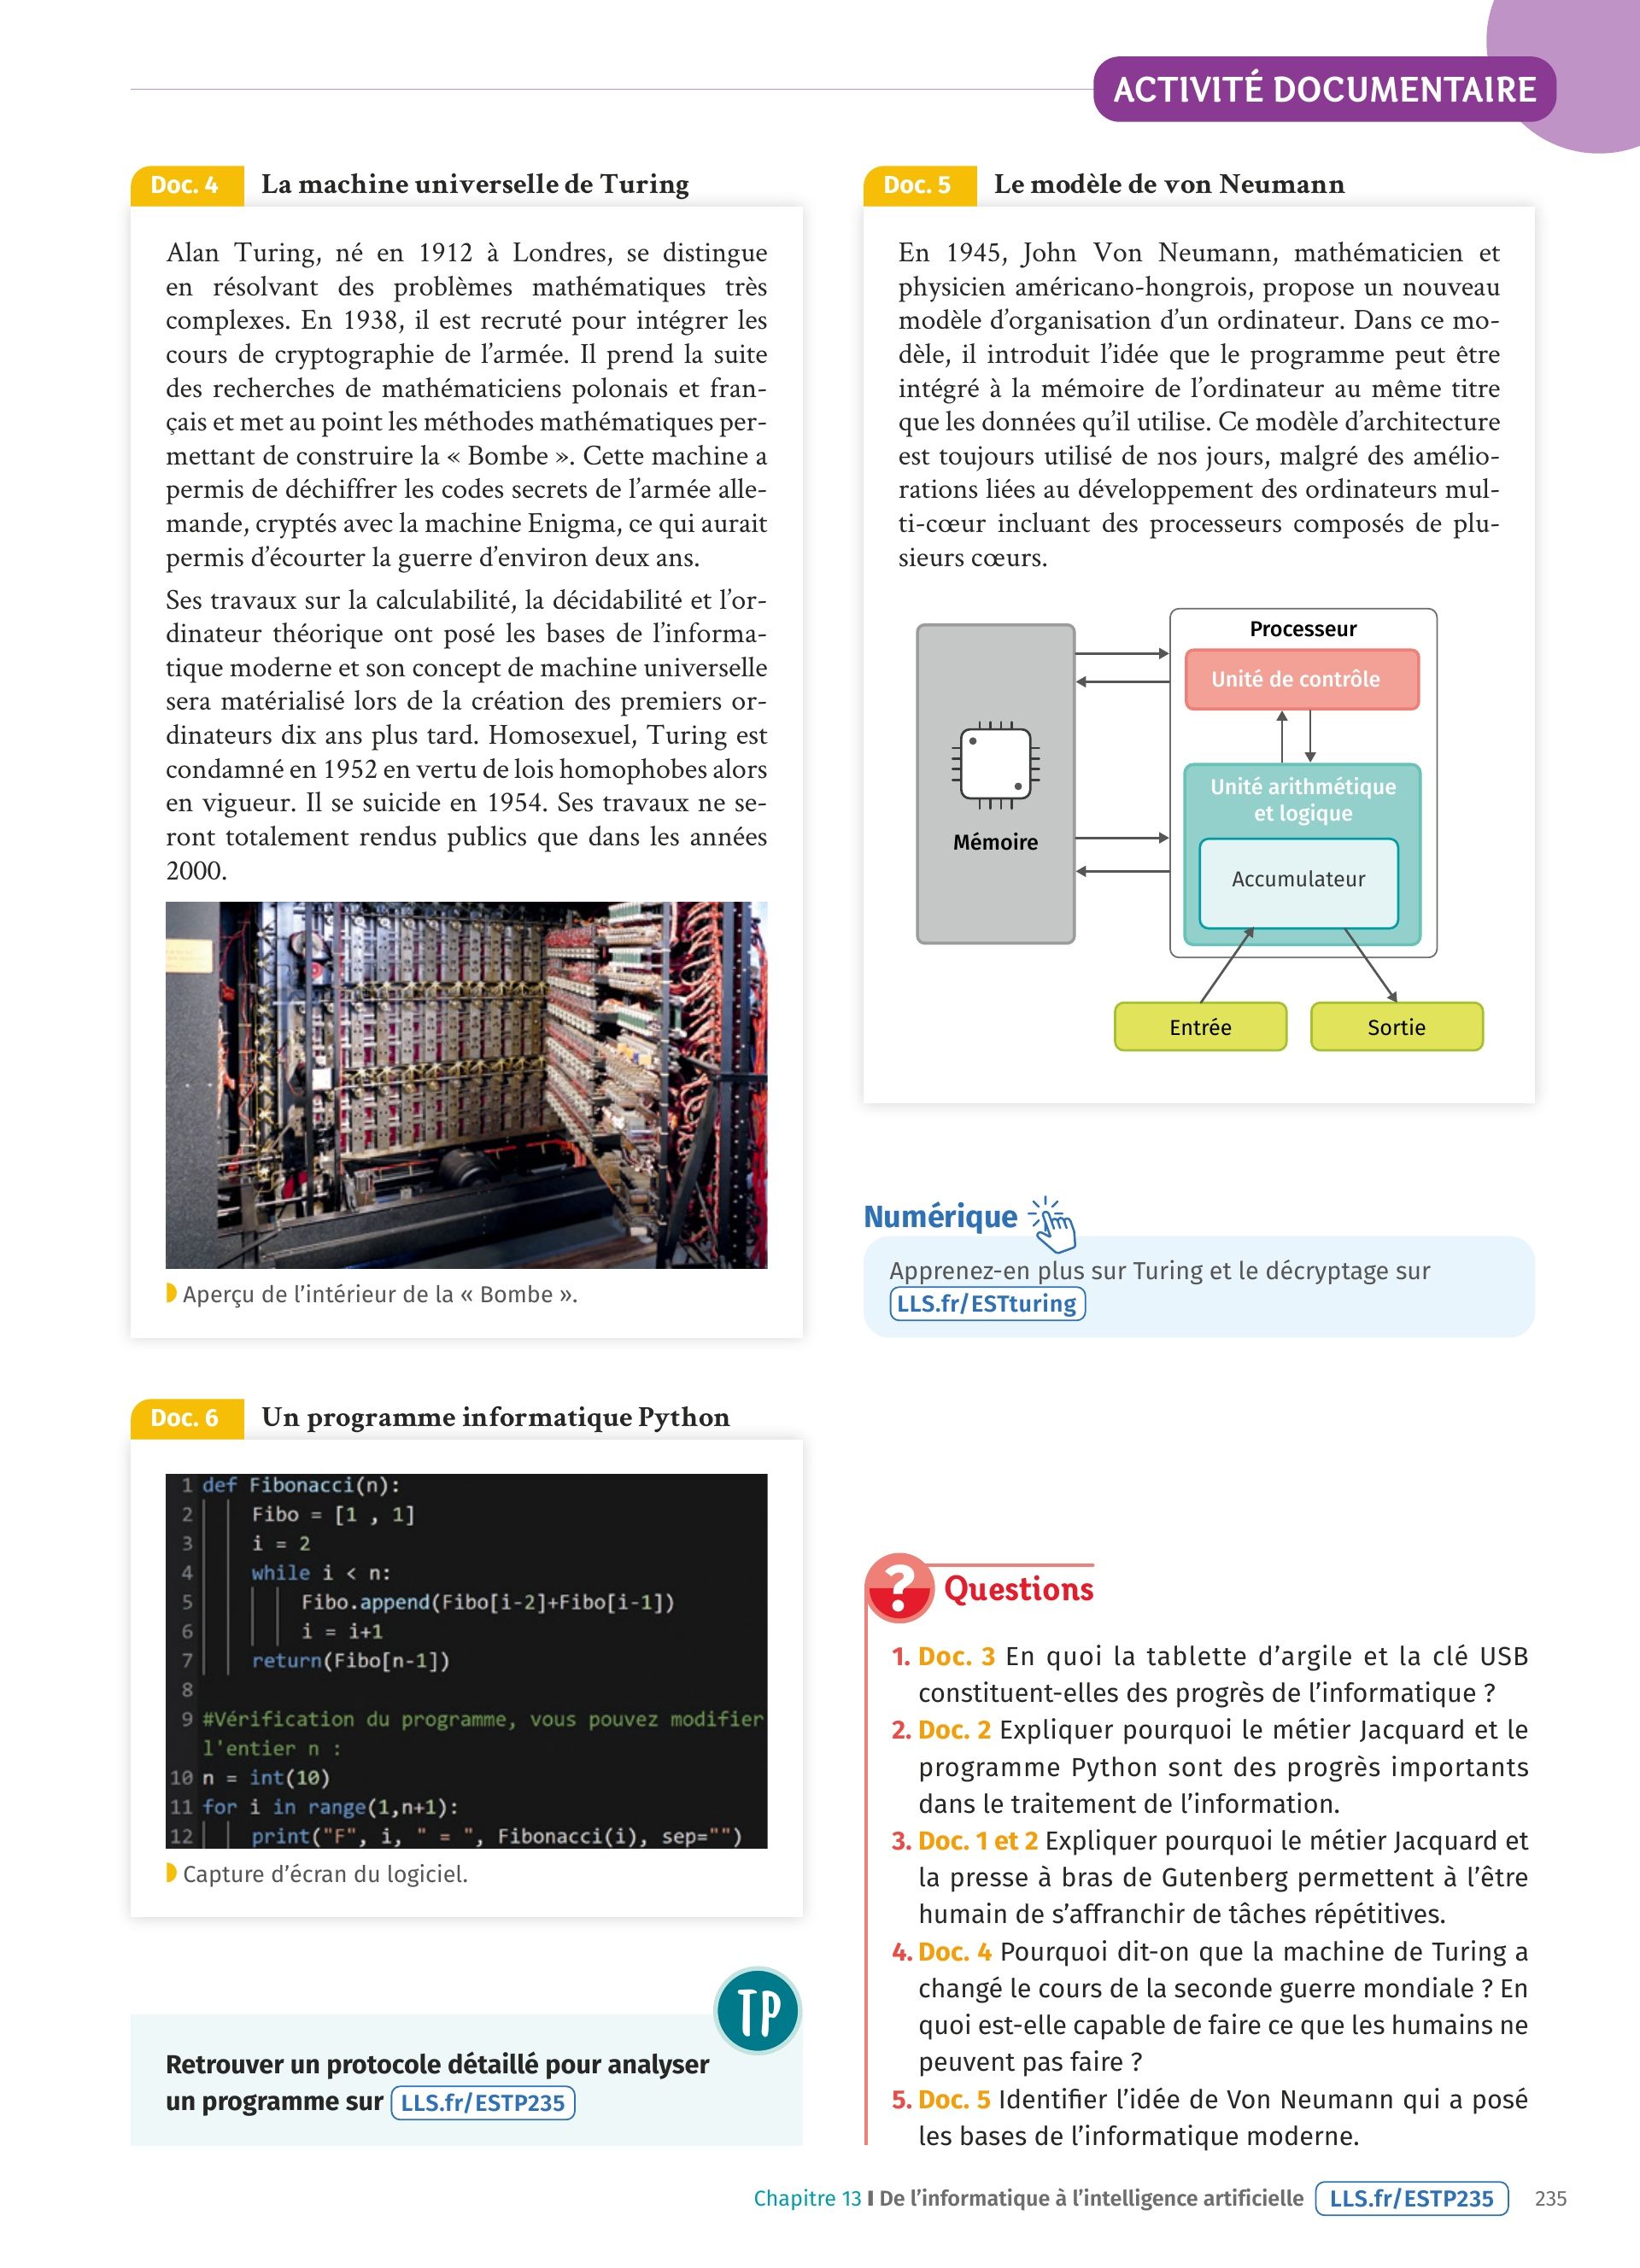 ACTIVITÉ DOCUMENTAIRE
Doc. 4 La machine universelle de Turing
Alan Turing, né en 1912 à Londres, se distingue
en résolvant des problèmes mathématiques très
complexes. En 1938, il est recruté pour intégrer les
cours de cryptographie de l’armée. Il prend la suite
des recherches de mathématiciens polonais et fran-
çais et met au point les méthodes mathématiques per-
mettant de construire la « Bombe ». Cette machine a
permis de déchiffrer les codes secrets de l’armée alle-
mande, cryptés avec la machine Enigma, ce qui aurait
permis d’écourter la guerre d’environ deux ans.
Ses travaux sur la calculabilité, la décidabilité et l’or-
dinateur théorique ont posé les bases de l’informa-
tique moderne et son concept de machine universelle
sera matérialisé lors de la création des premiers or-
dinateurs dix ans plus tard. Homosexuel, Turing est
condamné en 1952 en vertu de lois homophobes alors
en vigueur. Il se suicide en 1954. Ses travaux ne se-
ront totalement rendus publics que dans les années
2000.
Aperçu de l’intérieur de la « Bombe ».
Doc. 5 Le modèle de von Neumann
En 1945, John Von Neumann, mathématicien et
physicien américano-hongrois, propose un nouveau
modèle d’organisation d’un ordinateur. Dans ce mo-
dèle, il introduit l’idée que le programme peut être
intégré à la mémoire de l’ordinateur au même titre
que les données qu’il utilise. Ce modèle d’architecture
est toujours utilisé de nos jours, malgré des amélio-
rations liées au développement des ordinateurs mul-
ti-cœur incluant des processeurs composés de plu-
sieurs cœurs.
Processeur
Unité de contrôle
Unité arithmétique
et logique
Mémoire
Accumulateur
Entrée
Sortie
Numérique
Apprenez-en plus sur Turing et le décryptage sur
LLS.fr/ESTturing
Doc. 6 Un programme informatique Python
1 def Fibonacci(n):
2 Fibo = [1 , 1]
3 i = 2
4 while i < n:
5 Fibo.append(Fibo[i-2]+Fibo[i-1])
6 i = i+1
7 return(Fibo[n-1])
8
9 #Vérification du programme, vous pouvez modifier
l'entier n :
10 n = int(10)
11 for i in range(1,n+1):
12 print("F", i, " = ", Fibonacci(i), sep="")
Capture d’écran du logiciel.
TP
Retrouver un protocole détaillé pour analyser
un programme sur LLS.fr/ESTP235
? Questions
1. Doc. 3 En quoi la tablette d’argile et la clé USB
constituent-elles des progrès de l’informatique ?
2. Doc. 2 Expliquer pourquoi le métier Jacquard et le
programme Python sont des progrès importants
dans le traitement de l’information.
3. Doc. 1 et 2 Expliquer pourquoi le métier Jacquard et
la presse à bras de Gutenberg permettent à l’être
humain de s’affranchir de tâches répétitives.
4. Doc. 4 Pourquoi dit-on que la machine de Turing a
changé le cours de la seconde guerre mondiale ? En
quoi est-elle capable de faire ce que les humains ne
peuvent pas faire ?
5. Doc. 5 Identifier l’idée de Von Neumann qui a posé
les bases de l’informatique moderne.
Chapitre 13 I De l’informatique à l’intelligence artificielle LLS.fr/ESTP235 235